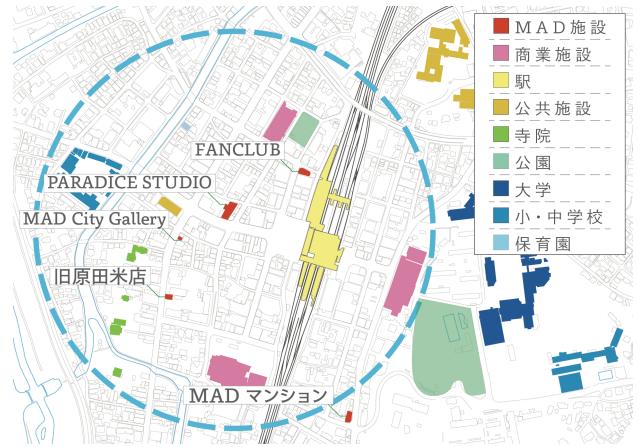 MAD施設
商業施設
駅
公共施設
寺院
公園
大学
小・中学校
保育園
FANCLUB
PARADICE STUDIO
MAD City Gallery
旧原田米店
MAD マンション